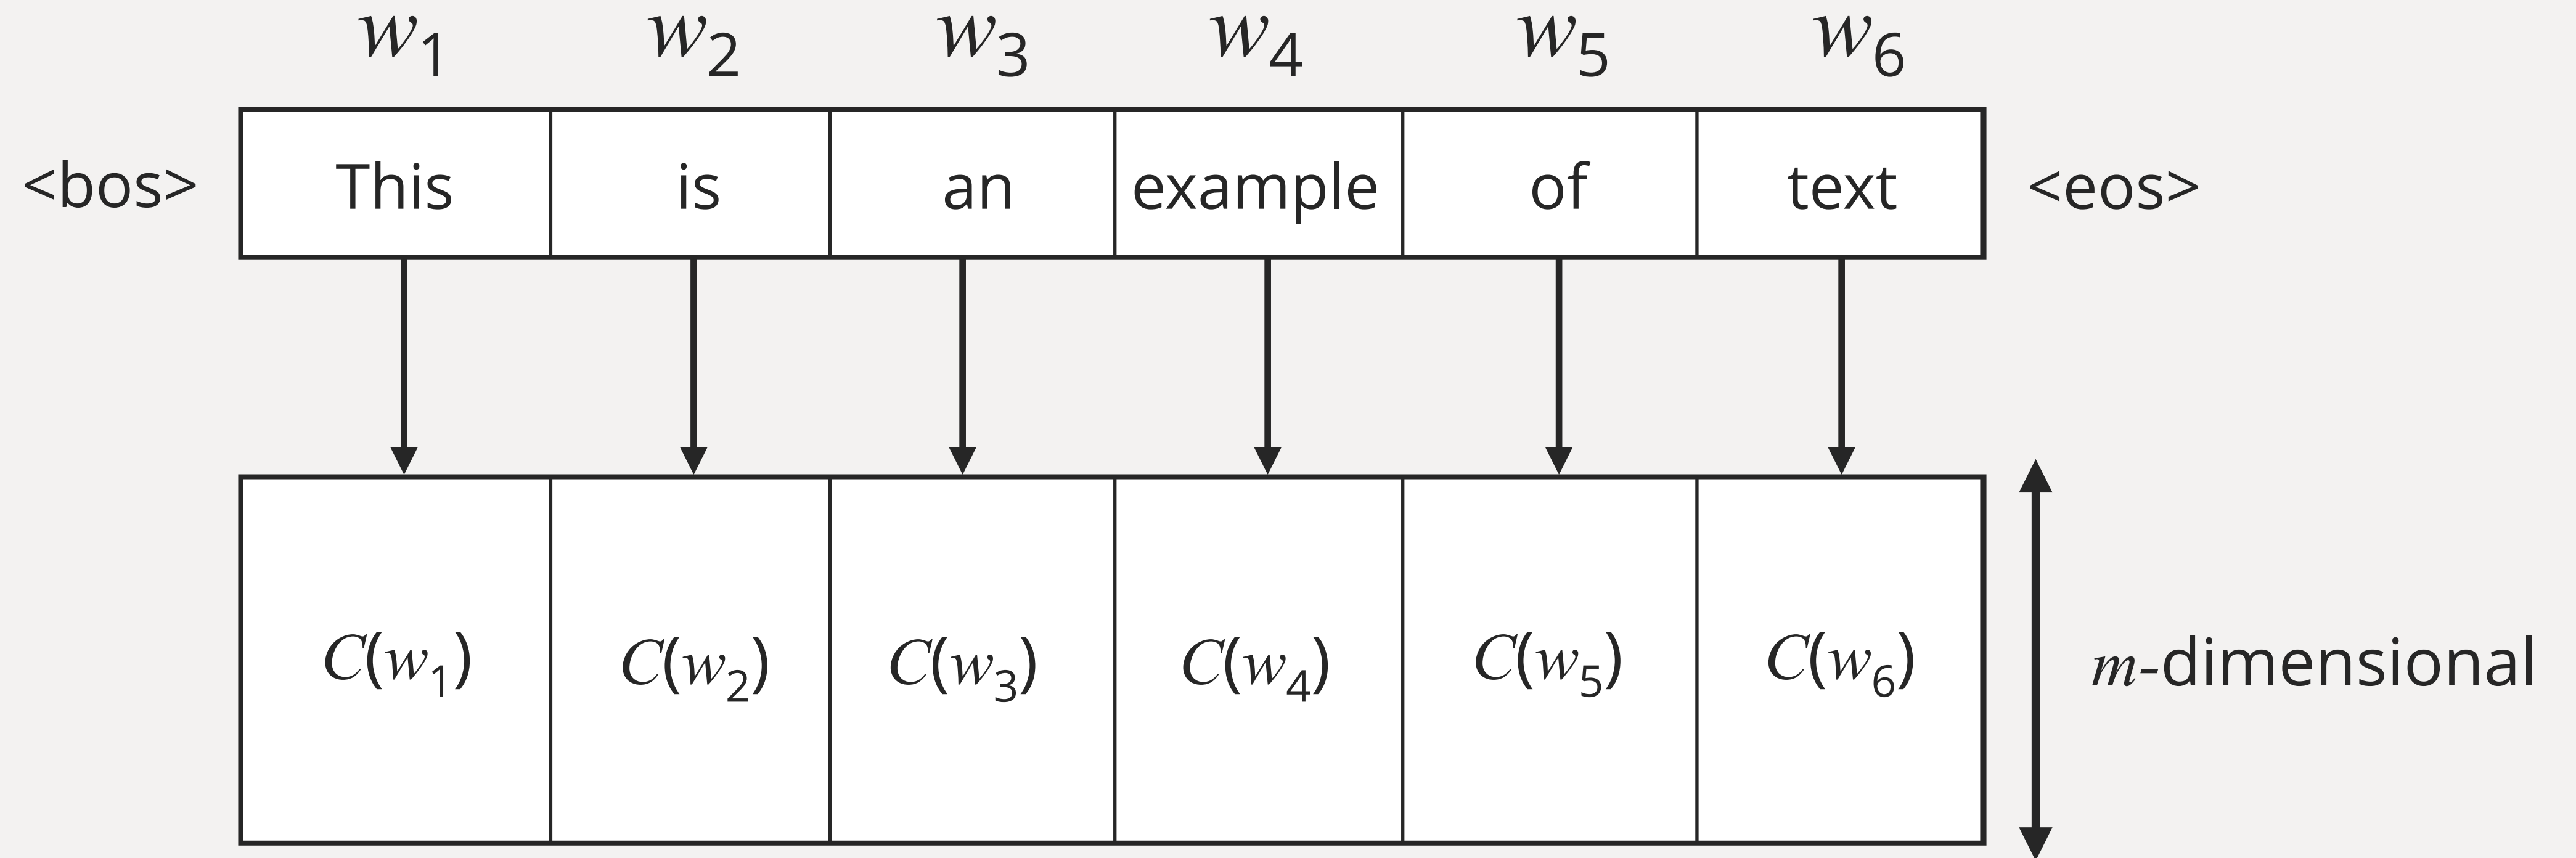 w1 w2 w3 w4 w5 w6
<bos> This is an example of text <eos>
C(w1) C(w2) C(w3) C(w4) C(w5) C(w6) m-dimensional